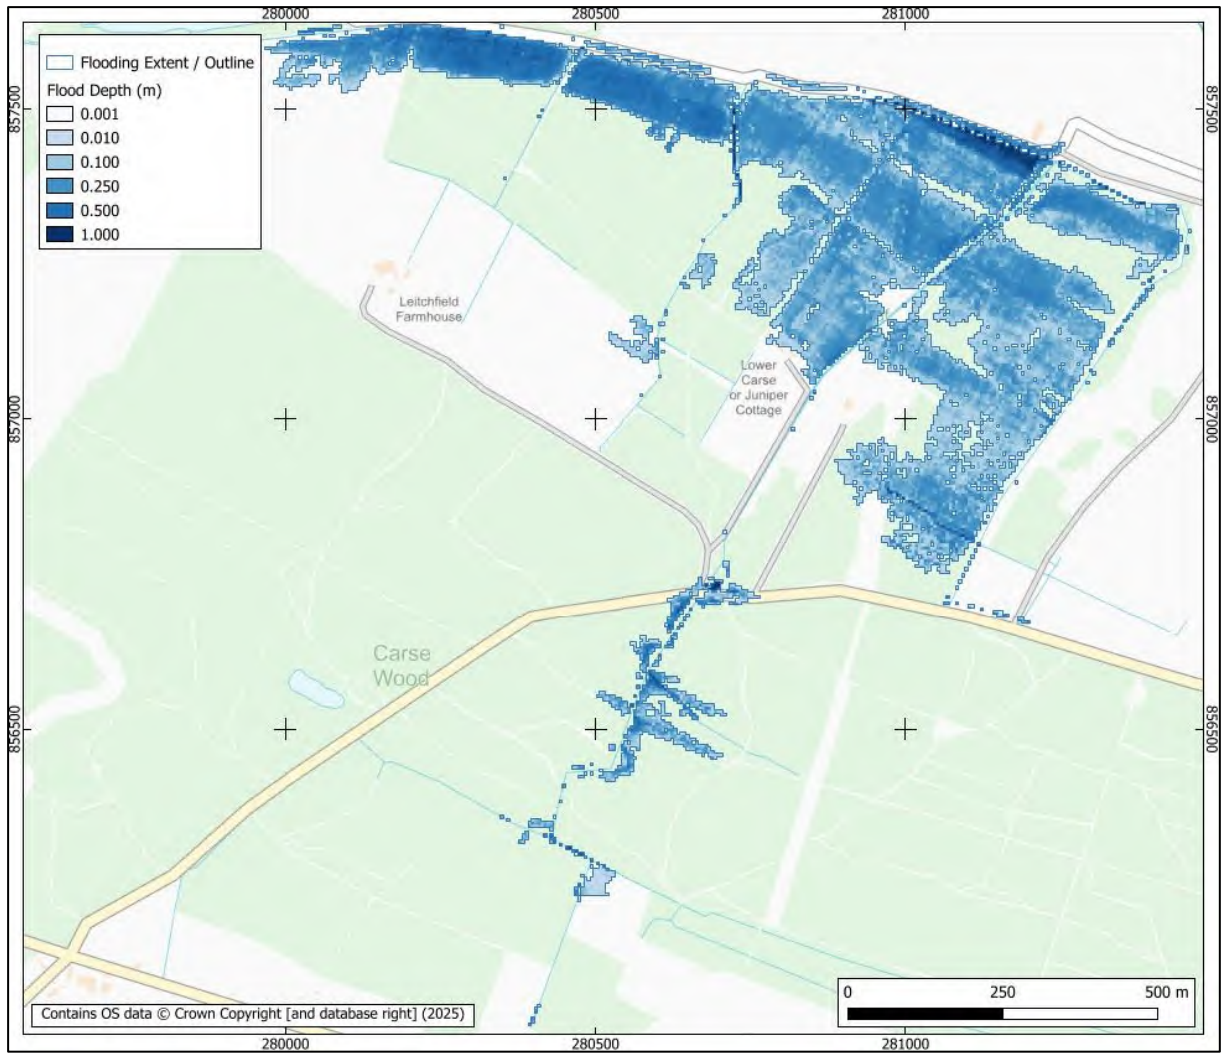 280000 280500 281000
Flooding Extent / Outline
Flood Depth (m)
0.001
0.010
0.100
0.250
0.500
1.000
857500 857500
Leitchfield
Farmhouse
Lower
Carse
or Juniper
Cottage
857000 857000
Carse
Wood
856500 856500
0 250 500 m
Contains OS data © Crown Copyright [and database right] (2025)
280000 280500 281000